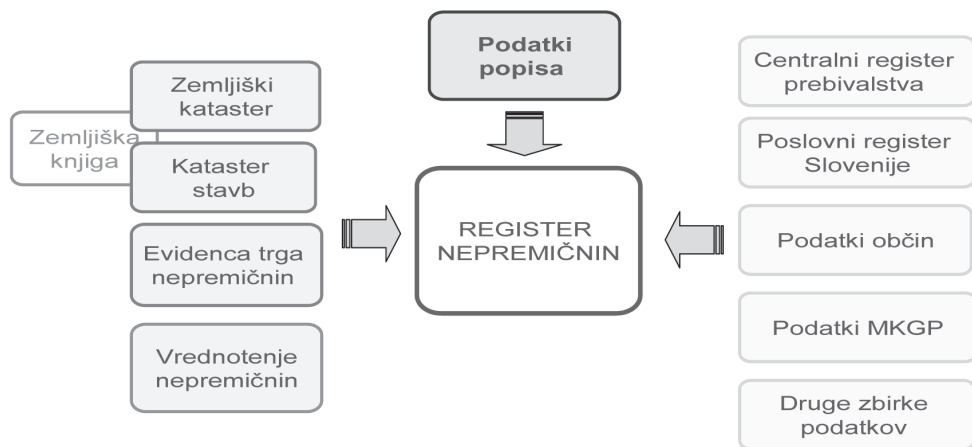 Podatki
popisa
Zemljiška
knjiga
Zemljiški
kataster
Kataster
stavb
Evidenca trga
nepremičnin
Vrednotenje
nepremičnin
REGISTER
NEPREMIČNIN
Centralni register
prebivalstva
Poslovni register
Slovenije
Podatki občin
Podatki MKGP
Druge zbirke
podatkov